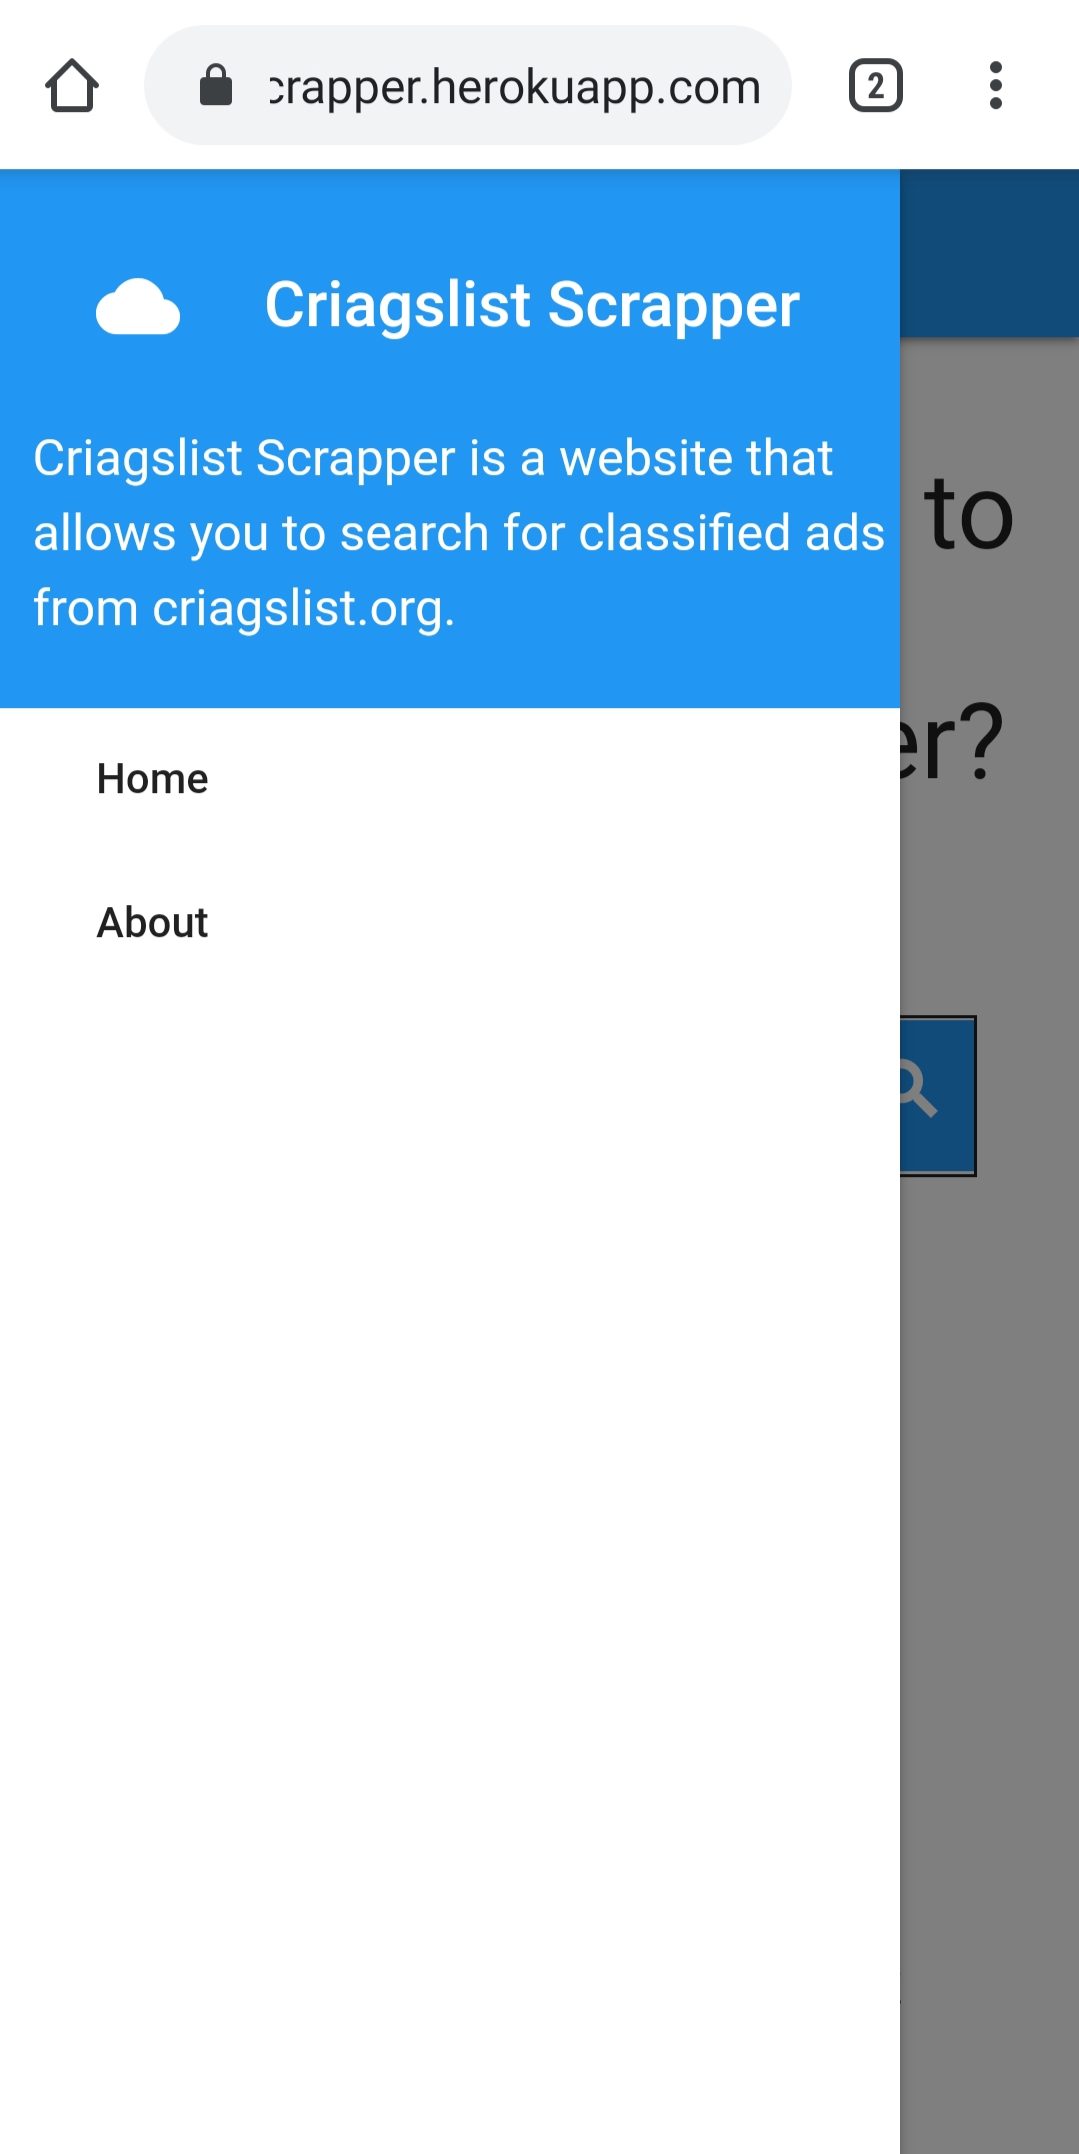 crapper.herokuapp.com
2
Criagslist Scrapper
Criagslist Scrapper is a website that
allows you to search for classified ads
from criagslist.org.
to
er?
Home
About